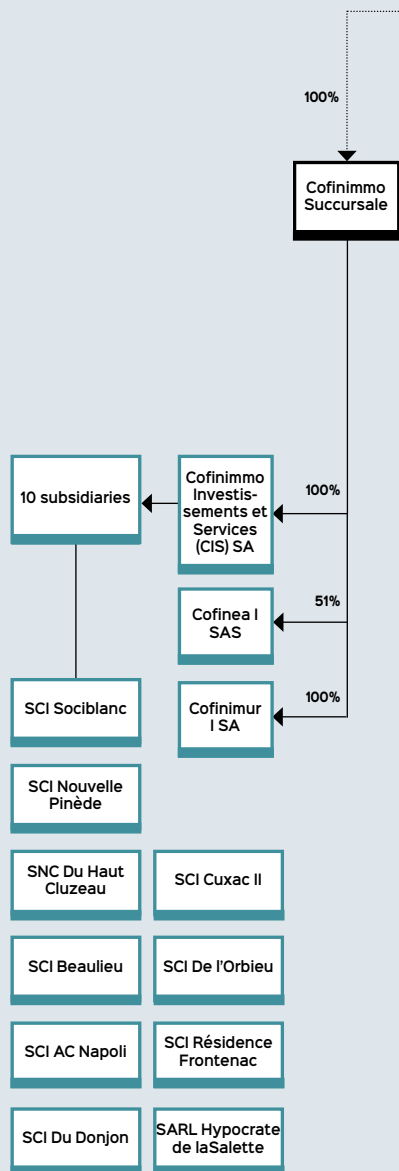 100%
Cofinimmo
Succursale
10 subsidiaries
Cofinimmo
Investis-
sements et
Services
(CIS) SA
100%
Cofinea I
SAS
51%
SCI Sociblanc
Cofinimur
I SA
100%
SCI Nouvelle
Pinède
SNC Du Haut
Cluzeau
SCI Cuxac II
SCI Beaulieu
SCI De l'Orbieu
SCI AC Napoli
SCI Résidence
Frontenac
SCI Du Donjon
SARL Hypocrate
de laSalette